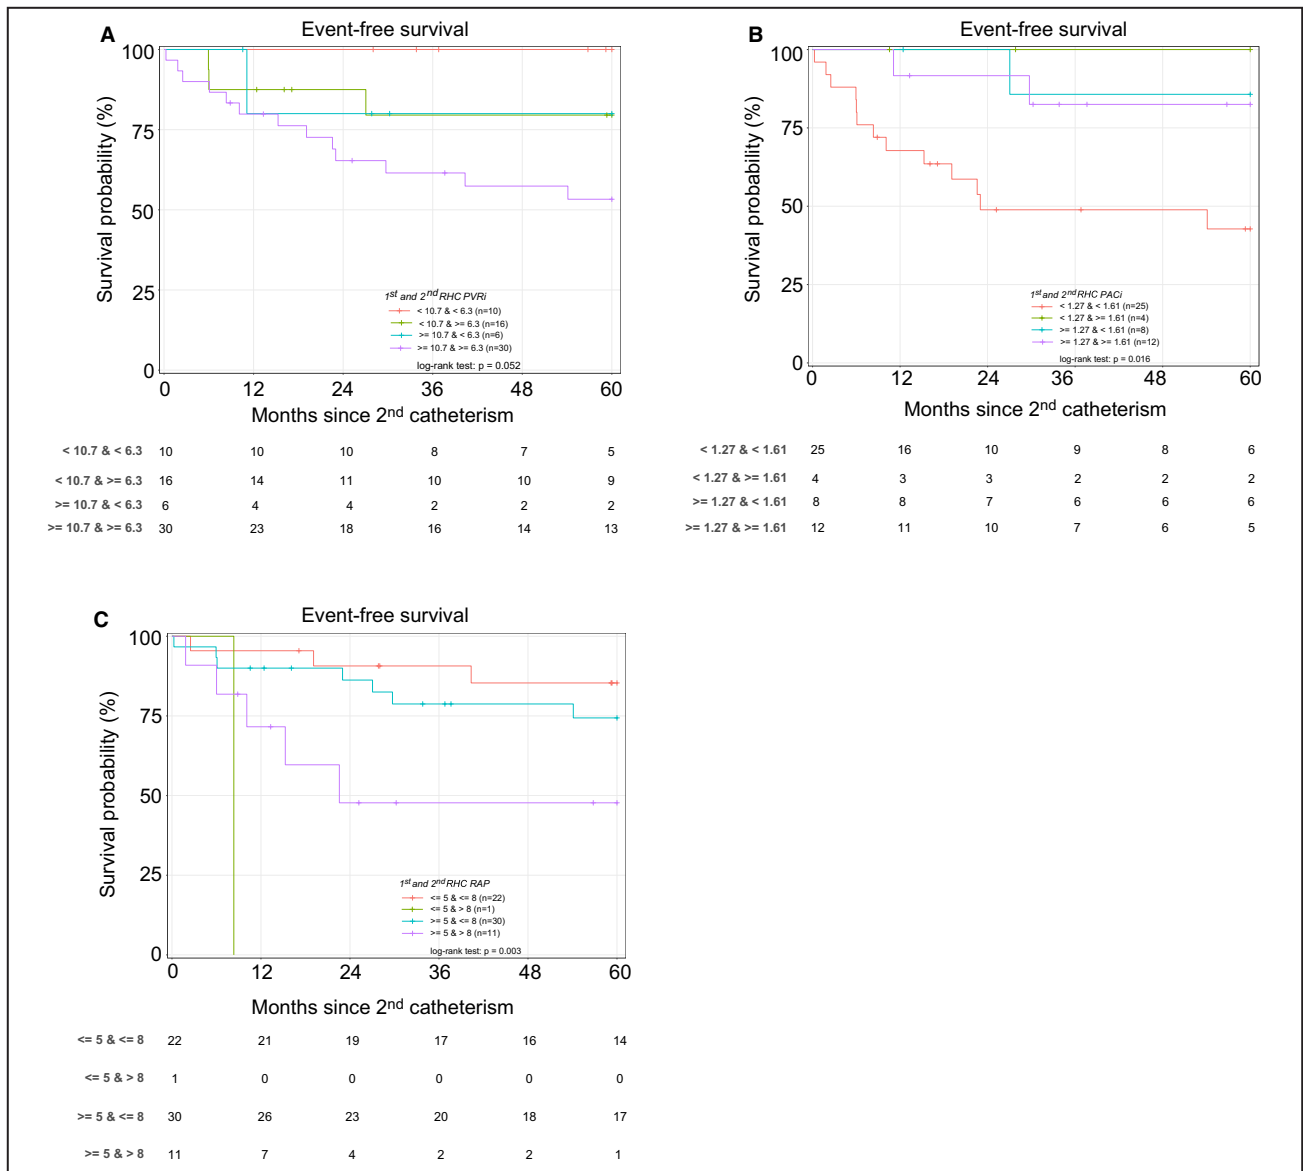 A
Event-free survival
Survival probability (%)
100
75
50
25
0
1st and 2nd RHC PVRi
< 10.7 & < 6.3 (n=10)
< 10.7 & >= 6.3 (n=16)
>= 10.7 & < 6.3 (n=6)
>= 10.7 & >= 6.3 (n=30)
log-rank test: p = 0.052
0 12 24 36 48 60
Months since 2nd catheterism
< 10.7 & < 6.3 10 10 10 8 7 5
< 10.7 & >= 6.3 16 14 11 10 10 9
>= 10.7 & < 6.3 6 4 4 2 2 2
>= 10.7 & >= 6.3 30 23 18 16 14 13
B
Event-free survival
Survival probability (%)
100
75
50
25
0
1st and 2nd RHC PACi
< 1.27 & < 1.61 (n=25)
< 1.27 & >= 1.61 (n=4)
>= 1.27 & < 1.61 (n=8)
>= 1.27 & >= 1.61 (n=12)
log-rank test: p = 0.016
0 12 24 36 48 60
Months since 2nd catheterism
< 1.27 & < 1.61 25 16 10 9 8 6
< 1.27 & >= 1.61 4 3 3 2 2 2
>= 1.27 & < 1.61 8 8 7 6 6 6
>= 1.27 & >= 1.61 12 11 10 7 6 5
C
Event-free survival
Survival probability (%)
100
75
50
25
0
1st and 2nd RHC RAP
<= 5 & <= 8 (n=22)
<= 5 & > 8 (n=1)
>= 5 & <= 8 (n=30)
>= 5 & > 8 (n=11)
log-rank test: p = 0.003
0 12 24 36 48 60
Months since 2nd catheterism
<= 5 & <= 8 22 21 19 17 16 14
<= 5 & > 8 1 0 0 0 0 0
>= 5 & <= 8 30 26 23 20 18 17
>= 5 & > 8 11 7 4 2 2 1